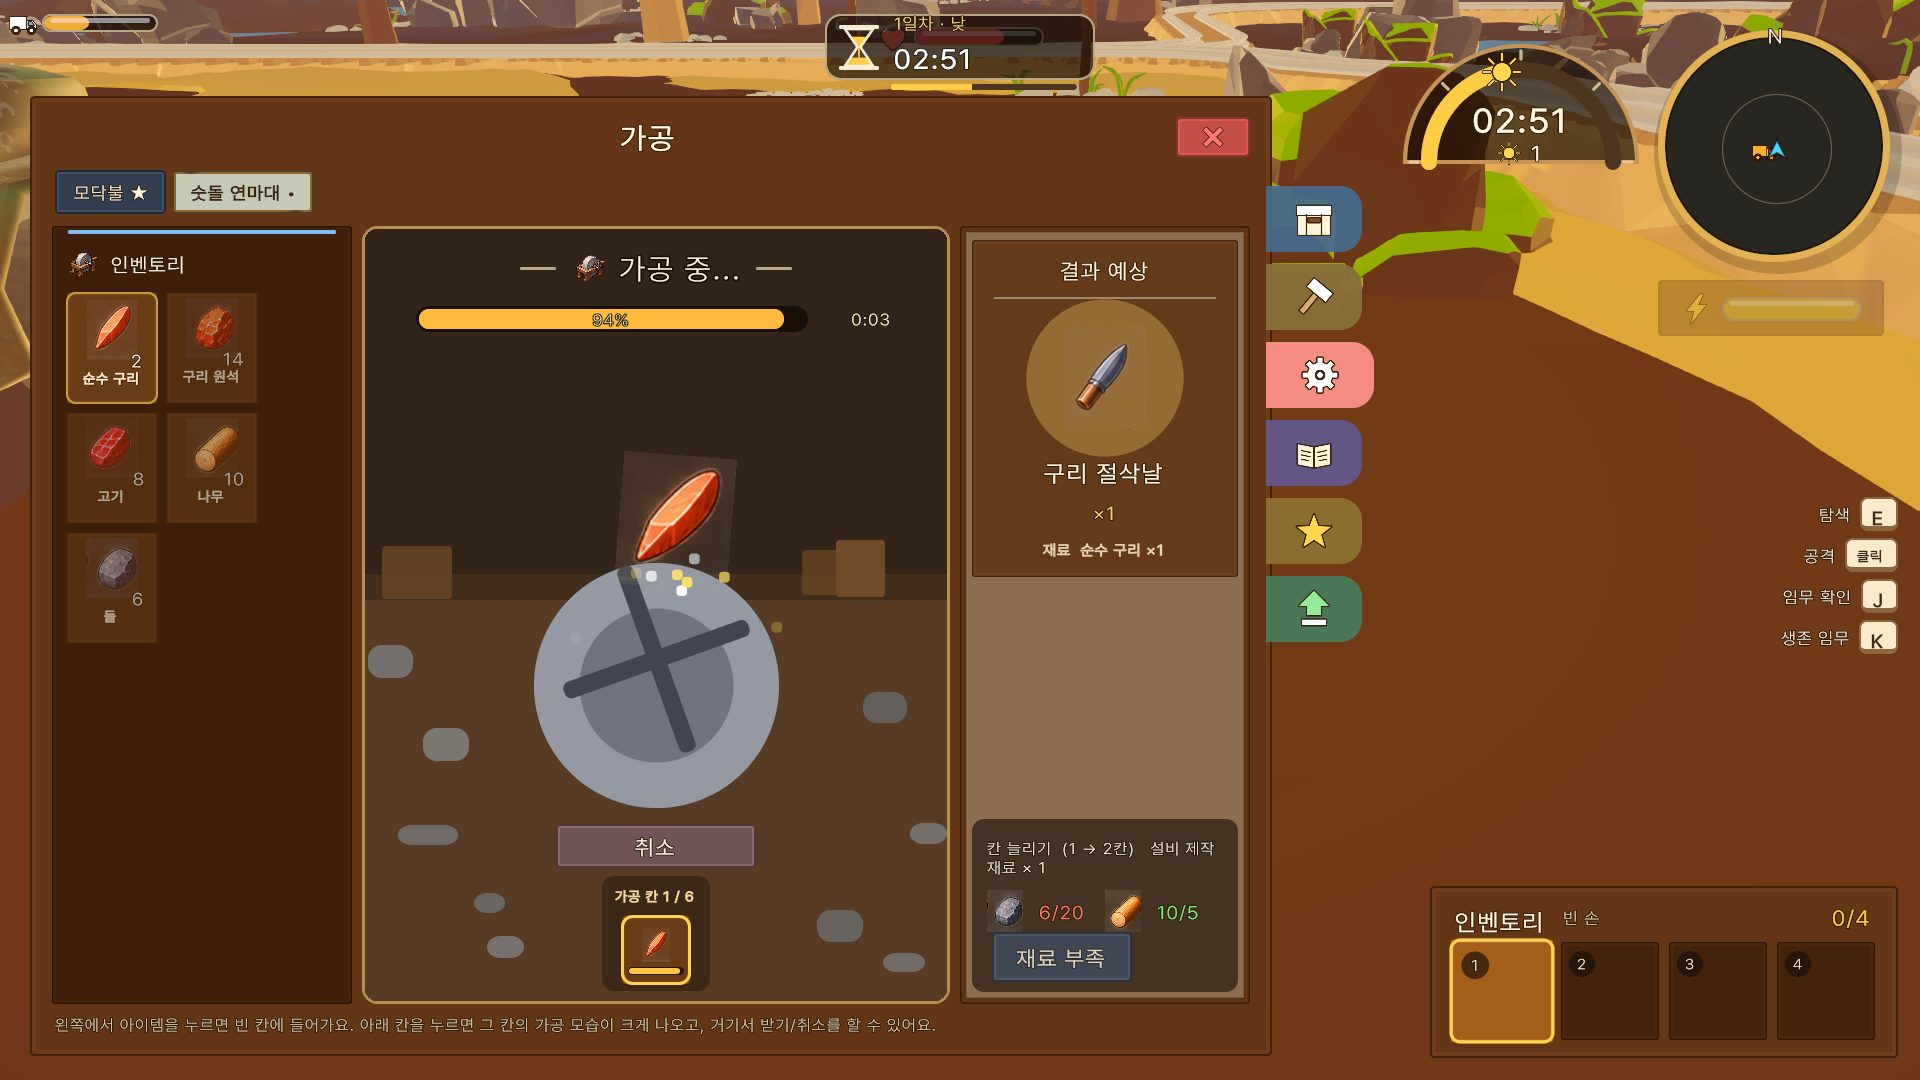 1일차 · 낮
02:51
N
02:51
1
가공
모닥불 ★
숫돌 연마대 •
인벤토리
2
순수 구리
14
구리 원석
8
고기
10
나무
6
돌
가공 중...
94%
0:03
취소
가공 칸 1 / 6
결과 예상
구리 절삭날
×1
재료 순수 구리 ×1
칸 늘리기 (1 → 2칸) 설비 제작
재료 × 1
6/20
10/5
재료 부족
왼쪽에서 아이템을 누르면 빈 칸에 들어가요. 아래 칸을 누르면 그 칸의 가공 모습이 크게 나오고, 거기서 받기/취소를 할 수 있어요.
탐색 E
공격 클릭
임무 확인 J
생존 임무 K
인벤토리 빈 손 0/4
1 2 3 4